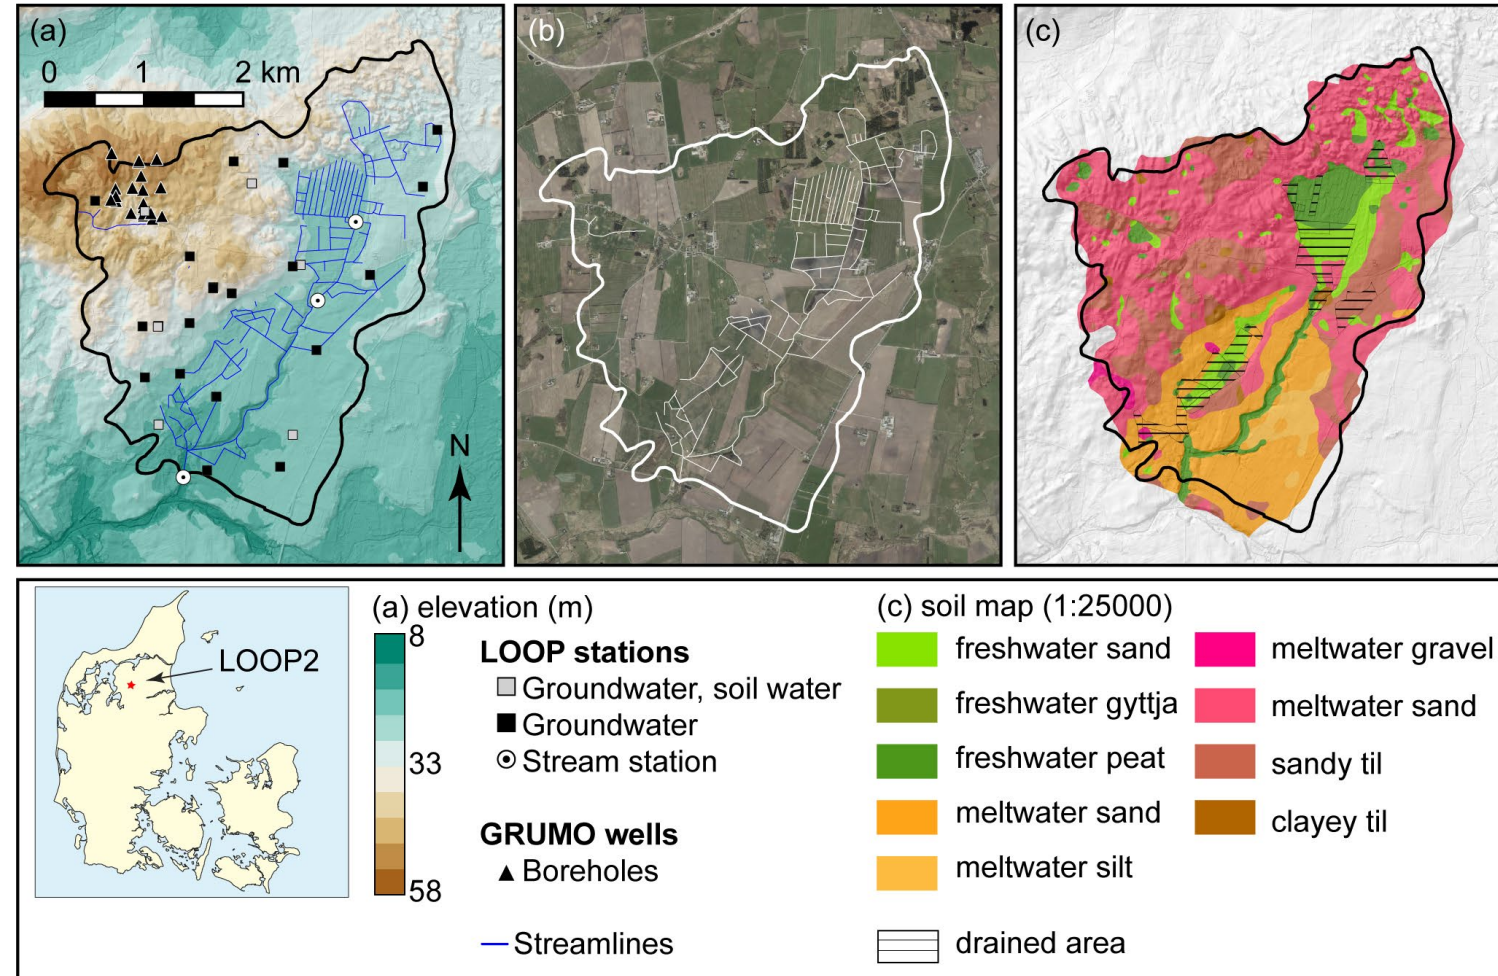 (a)
0 1 2 km
N
(b)
(c)
LOOP2
(a) elevation (m)
8
33
58
LOOP stations
Groundwater, soil water
Groundwater
Stream station
GRUMO wells
Boreholes
Streamlines
(c) soil map (1:25000)
freshwater sand
freshwater gyttja
freshwater peat
meltwater sand
meltwater silt
drained area
meltwater gravel
meltwater sand
sandy til
clayey til